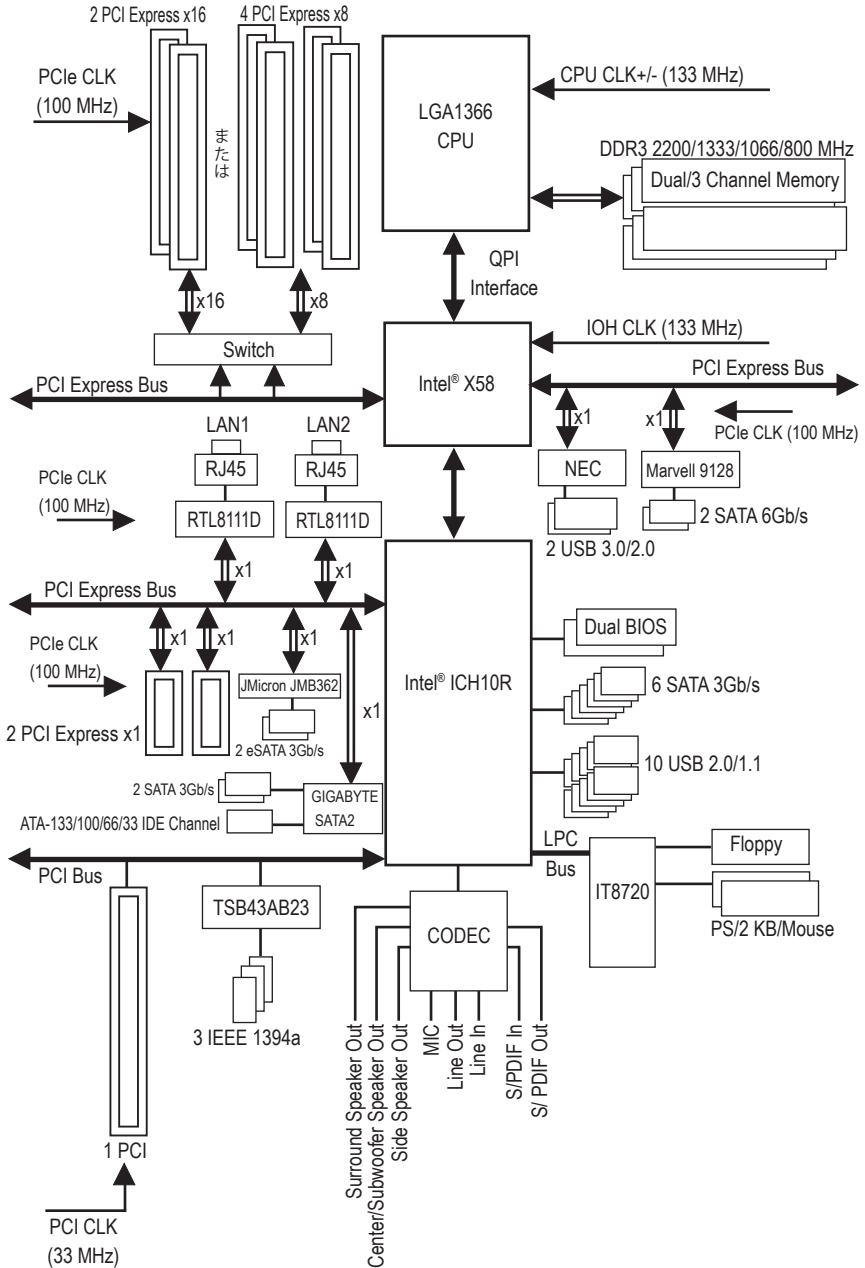 2 PCI Express x16
4 PCI Express x8
PCIe CLK
(100 MHz)
または
x16
x8
Switch
PCI Express Bus
LGA1366
CPU
CPU CLK+/- (133 MHz)
DDR3 2200/1333/1066/800 MHz
Dual/3 Channel Memory
QPI
Interface
Intel® X58
IOH CLK (133 MHz)
PCI Express Bus
x1
x1
PCIe CLK (100 MHz)
NEC
Marvell 9128
2 USB 3.0/2.0
2 SATA 6Gb/s
LAN1
LAN2
RJ45
RJ45
PCIe CLK
(100 MHz)
RTL8111D
RTL8111D
x1
x1
PCI Express Bus
x1
x1
x1
x1
PCIe CLK
(100 MHz)
2 PCI Express x1
JMicron JMB362
2 eSATA 3Gb/s
2 SATA 3Gb/s
ATA-133/100/66/33 IDE Channel
GIGABYTE
SATA2
Intel® ICH10R
Dual BIOS
6 SATA 3Gb/s
10 USB 2.0/1.1
LPC
Bus
IT8720
Floppy
PS/2 KB/Mouse
PCI Bus
TSB43AB23
3 IEEE 1394a
1 PCI
PCI CLK
(33 MHz)
CODEC
Surround Speaker Out
Center/Subwoofer Speaker Out
Side Speaker Out
MIC
Line Out
Line In
S/PDIF In
S/ PDIF Out